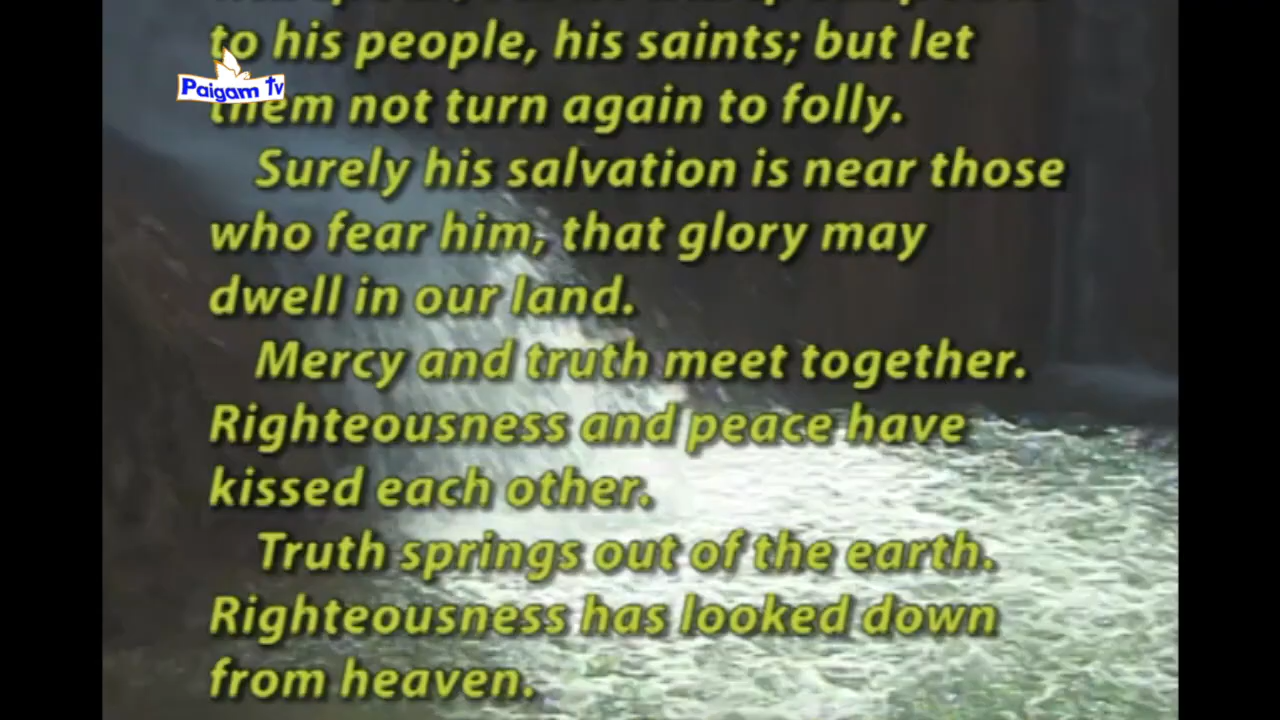 to his people, his saints; but let
Paigam Tv
them not turn again to folly.
Surely his salvation is near those
who fear him, that glory may
dwell in our land.
Mercy and truth meet together.
Righteousness and peace have
kissed each other.
Truth springs out of the earth.
Righteousness has looked down
from heaven.